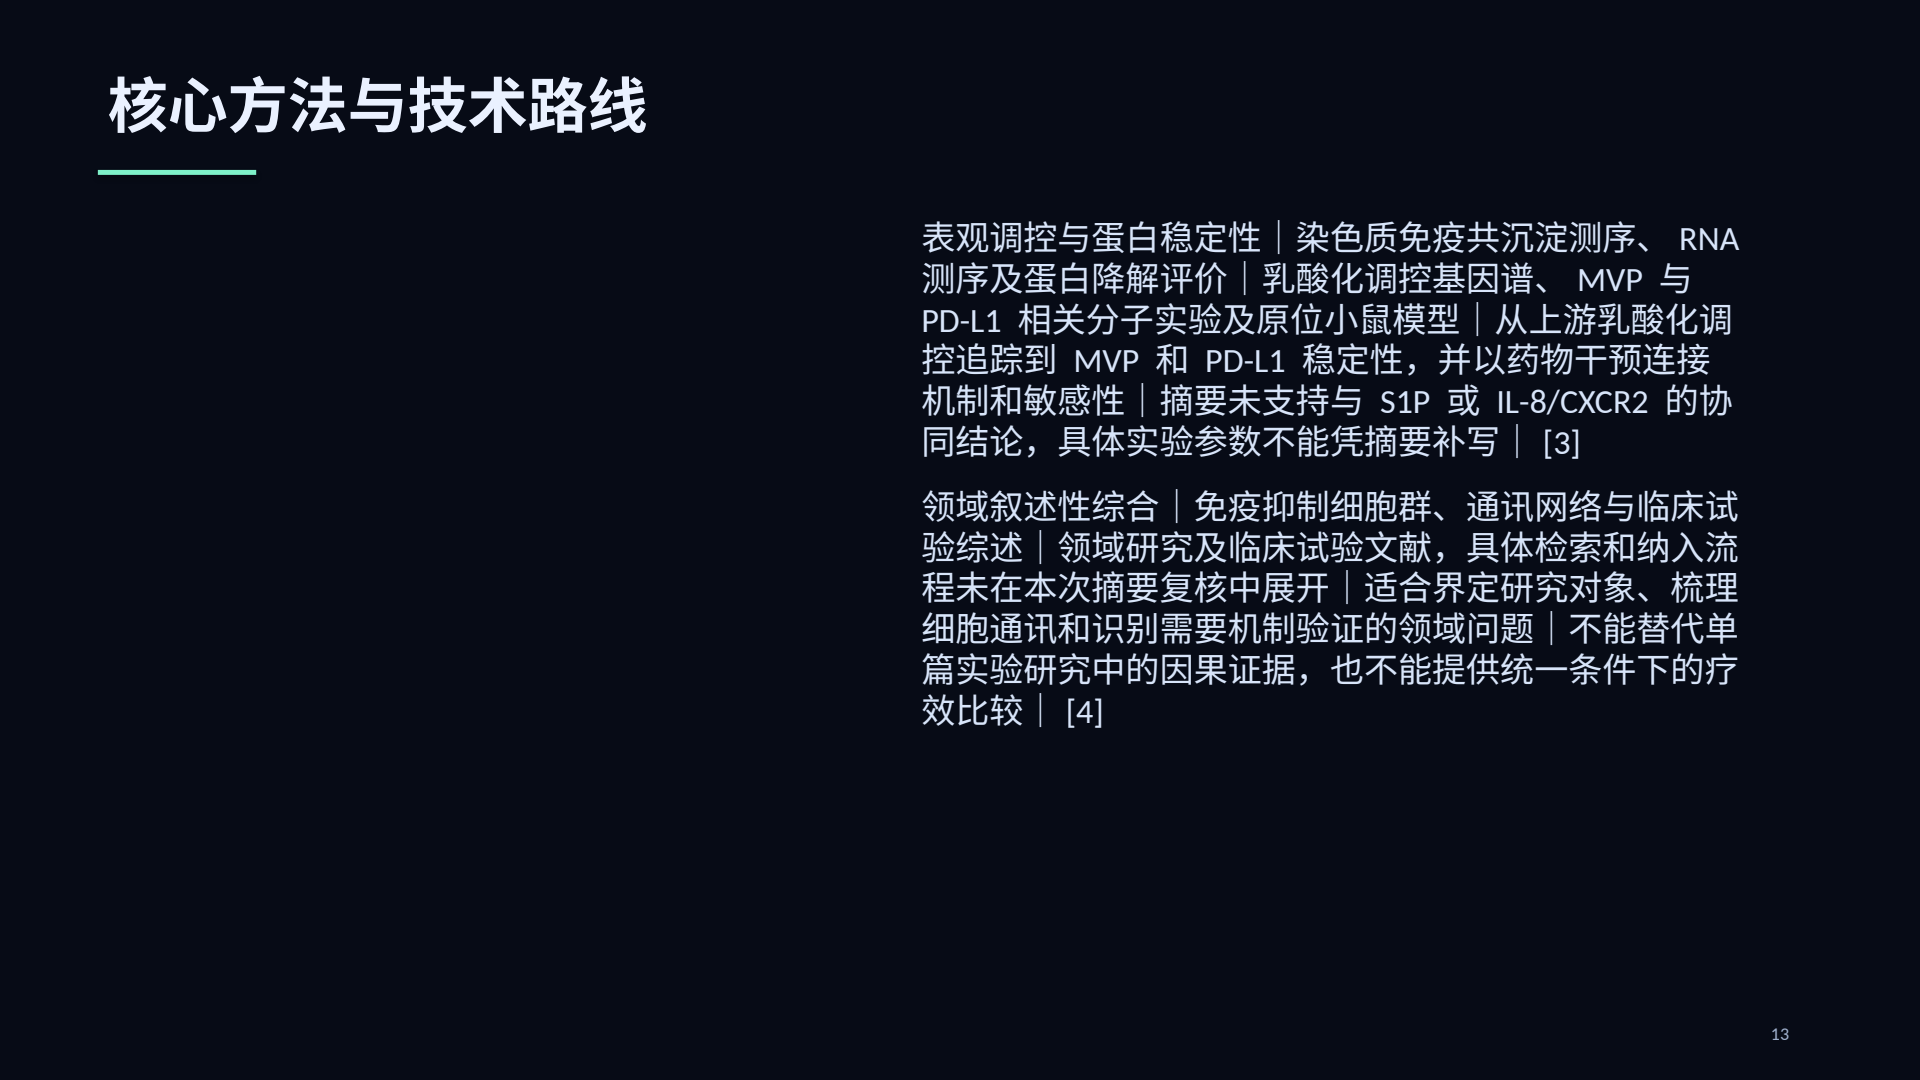 核心方法与技术路线
表观调控与蛋白稳定性｜染色质免疫共沉淀测序、 RNA
测序及蛋白降解评价｜乳酸化调控基因谱、 MVP 与
PD-L1 相关分子实验及原位小鼠模型｜从上游乳酸化调
控追踪到 MVP 和 PD-L1 稳定性，并以药物干预连接
机制和敏感性｜摘要未支持与 S1P 或 IL-8/CXCR2 的协
同结论，具体实验参数不能凭摘要补写｜ [3]
领域叙述性综合｜免疫抑制细胞群、通讯网络与临床试
验综述｜领域研究及临床试验文献，具体检索和纳入流
程未在本次摘要复核中展开｜适合界定研究对象、梳理
细胞通讯和识别需要机制验证的领域问题｜不能替代单
篇实验研究中的因果证据，也不能提供统一条件下的疗
效比较｜ [4]
13